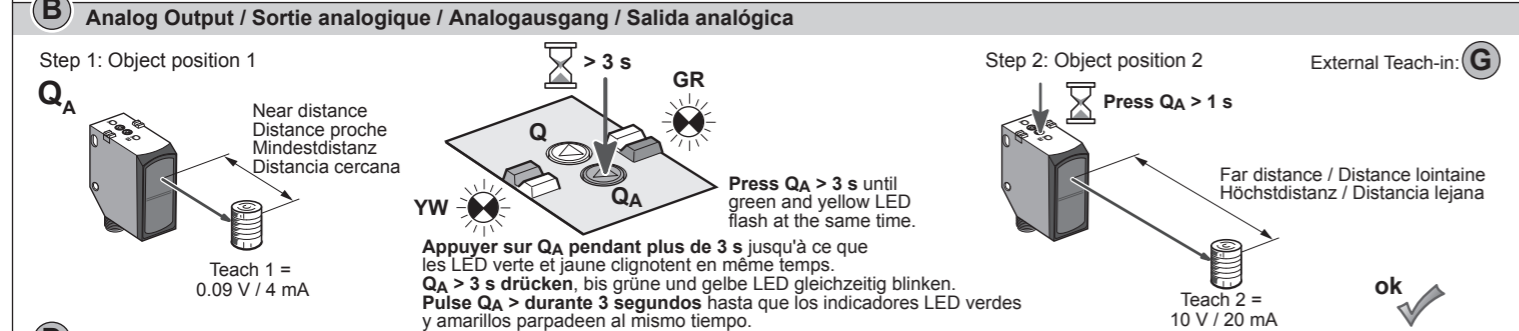 B
Analog Output / Sortie analogique / Analogausgang / Salida analógica
Step 1: Object position 1
QA
Near distance
Distance proche
Mindestdistanz
Distancia cercana
Teach 1 =
0.09 V / 4 mA
> 3 s
GR
Q
QA
YW
Press QA > 3 s until
green and yellow LED
flash at the same time.
Appuyer sur QA pendant plus de 3 s jusqu'à ce que
les LED verte et jaune clignotent en même temps.
QA > 3 s drücken, bis grüne und gelbe LED gleichzeitig blinken.
Pulse QA > durante 3 segundos hasta que los indicadores LED verdes
y amarillos parpadeen al mismo tiempo.
Step 2: Object position 2
External Teach-in: G
Press QA > 1 s
Far distance / Distance lointaine
Höchstdistanz / Distancia lejana
Teach 2 =
10 V / 20 mA
ok